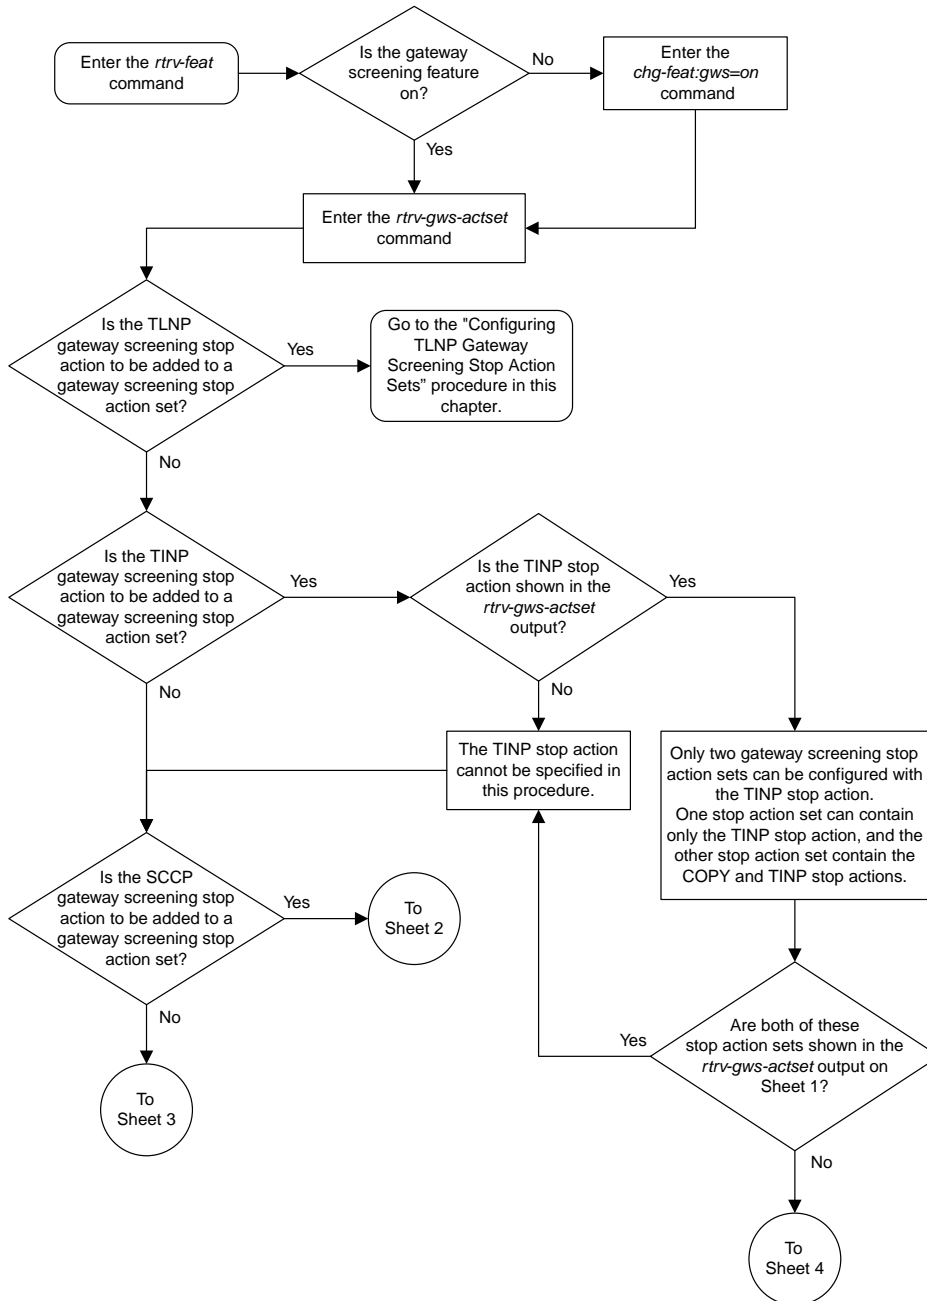 Enter the rtrv-feat
command
Is the gateway
screening feature
on?
No
Enter the
chg-feat:gws=on
command
Yes
Enter the rtrv-gws-actset
command
Is the TLNP
gateway screening stop
action to be added to a
gateway screening stop
action set?
Yes
Go to the "Configuring
TLNP Gateway
Screening Stop Action
Sets” procedure in this
chapter.
No
Is the TINP
gateway screening stop
action to be added to a
gateway screening stop
action set?
Yes
Is the TINP stop
action shown in the
rtrv-gws-actset
output?
Yes
No
No
The TINP stop action
cannot be specified in
this procedure.
Only two gateway screening stop
action sets can be configured with
the TINP stop action.
One stop action set can contain
only the TINP stop action, and the
other stop action set contain the
COPY and TINP stop actions.
Is the SCCP
gateway screening stop
action to be added to a
gateway screening stop
action set?
Yes
To
Sheet 2
No
To
Sheet 3
Yes
Are both of these
stop action sets shown in the
rtrv-gws-actset output on
Sheet 1?
No
To
Sheet 4